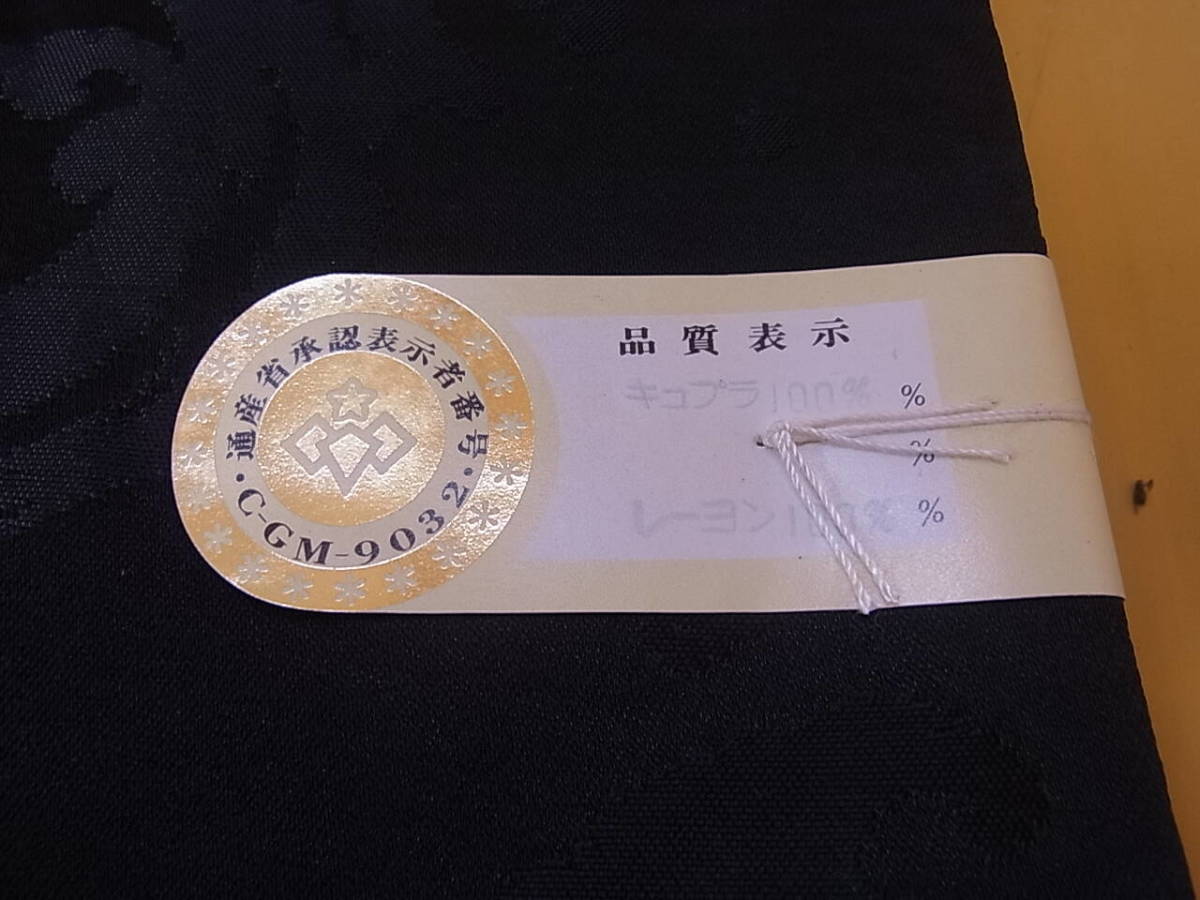 通産省承認表示者番号
・C-GM-9032・
品質表示
キュプラ100% %
%
レーヨン100% %